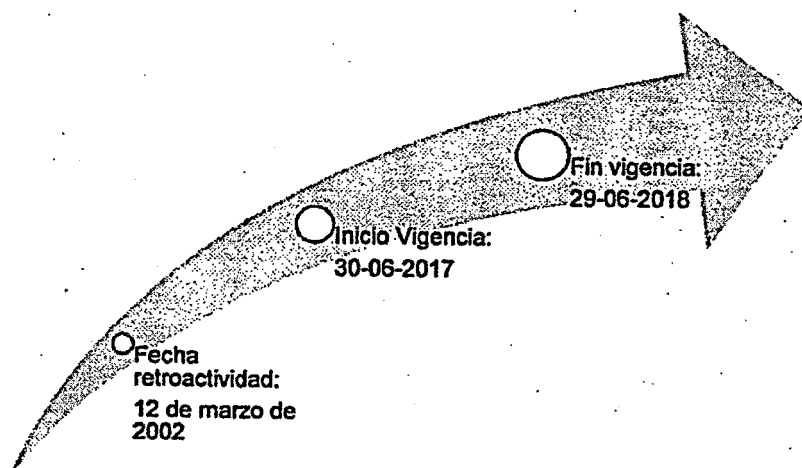 Fin vigencia:
29-06-2018
Inicio Vigencia:
30-06-2017
Fecha
retroactividad:
12 de marzo de
2002